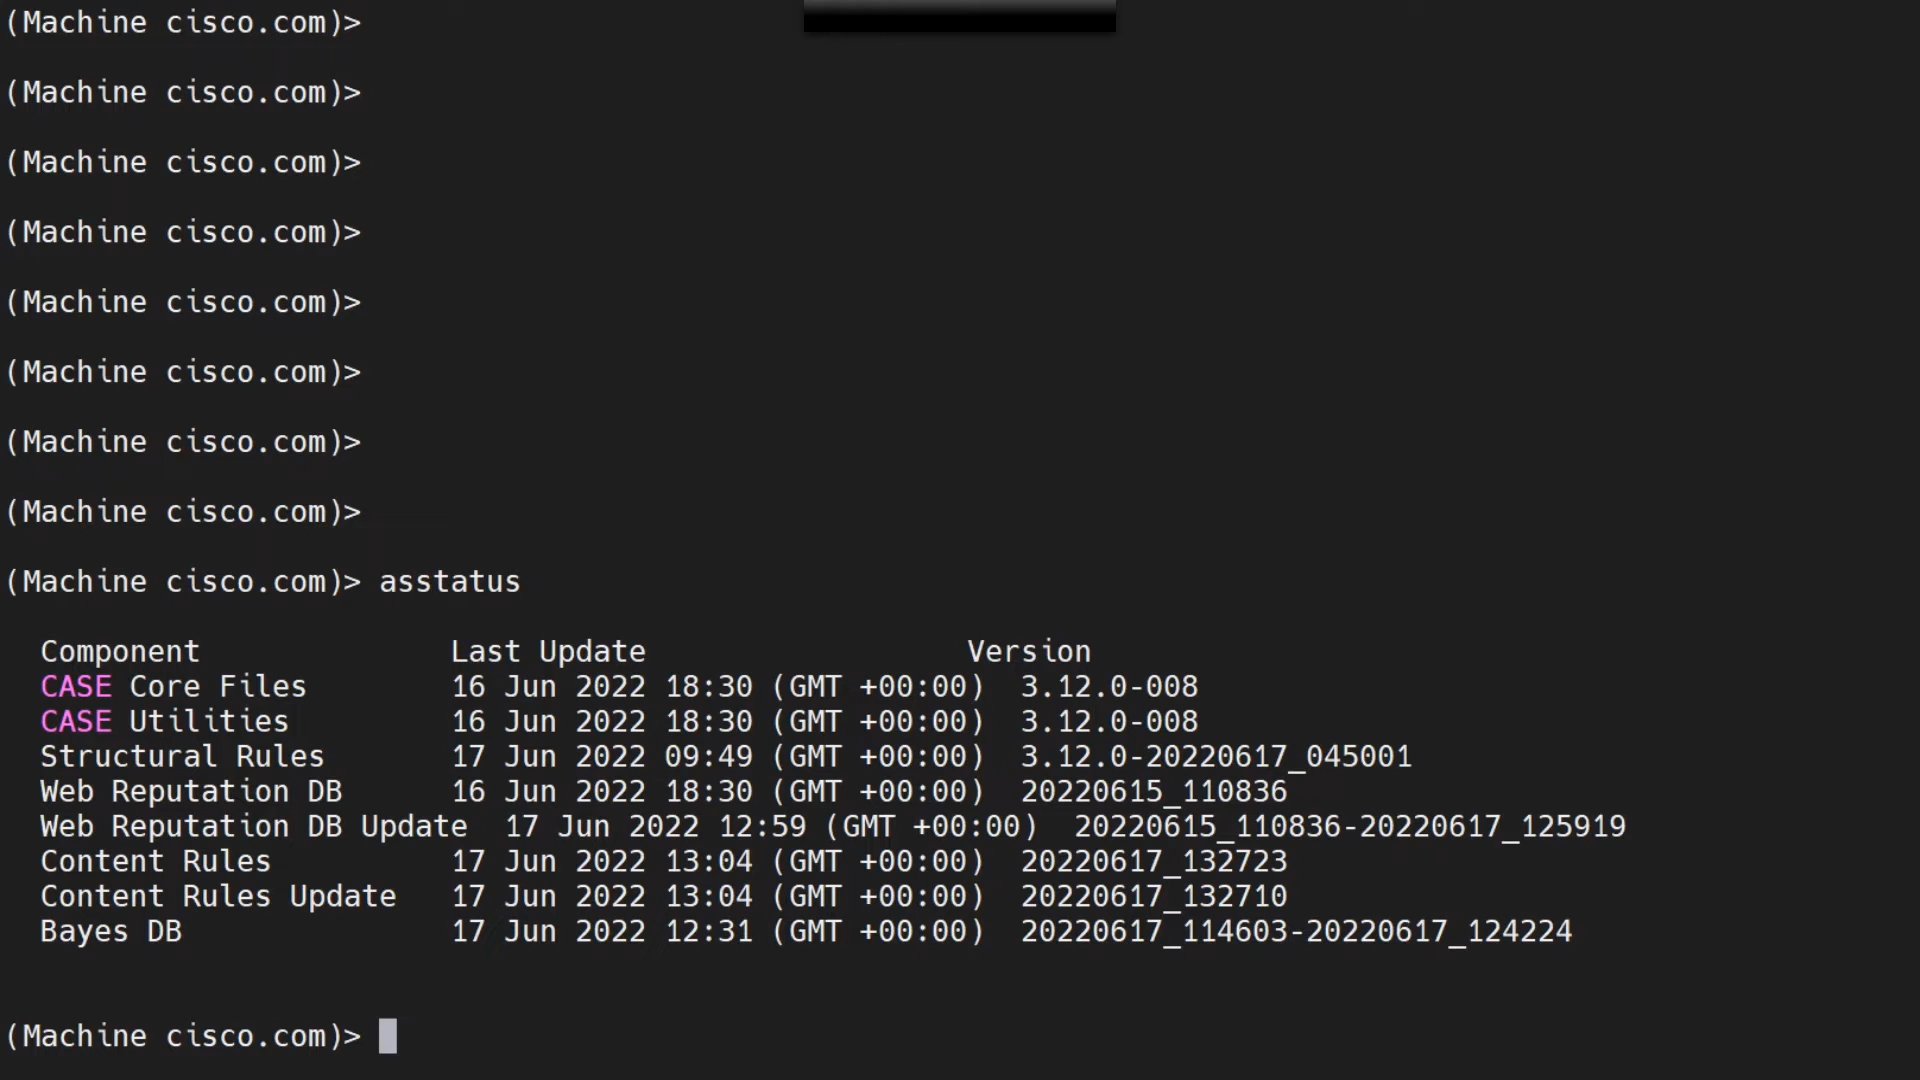 (Machine cisco.com)>
(Machine cisco.com)>
(Machine cisco.com)>
(Machine cisco.com)>
(Machine cisco.com)>
(Machine cisco.com)>
(Machine cisco.com)>
(Machine cisco.com)>
(Machine cisco.com)> asstatus
Component Last Update Version
CASE Core Files 16 Jun 2022 18:30 (GMT +00:00) 3.12.0-008
CASE Utilities 16 Jun 2022 18:30 (GMT +00:00) 3.12.0-008
Structural Rules 17 Jun 2022 09:49 (GMT +00:00) 3.12.0-20220617_045001
Web Reputation DB 16 Jun 2022 18:30 (GMT +00:00) 20220615_110836
Web Reputation DB Update 17 Jun 2022 12:59 (GMT +00:00) 20220615_110836-20220617_125919
Content Rules 17 Jun 2022 13:04 (GMT +00:00) 20220617_132723
Content Rules Update 17 Jun 2022 13:04 (GMT +00:00) 20220617_132710
Bayes DB 17 Jun 2022 12:31 (GMT +00:00) 20220617_114603-20220617_124224
(Machine cisco.com)>